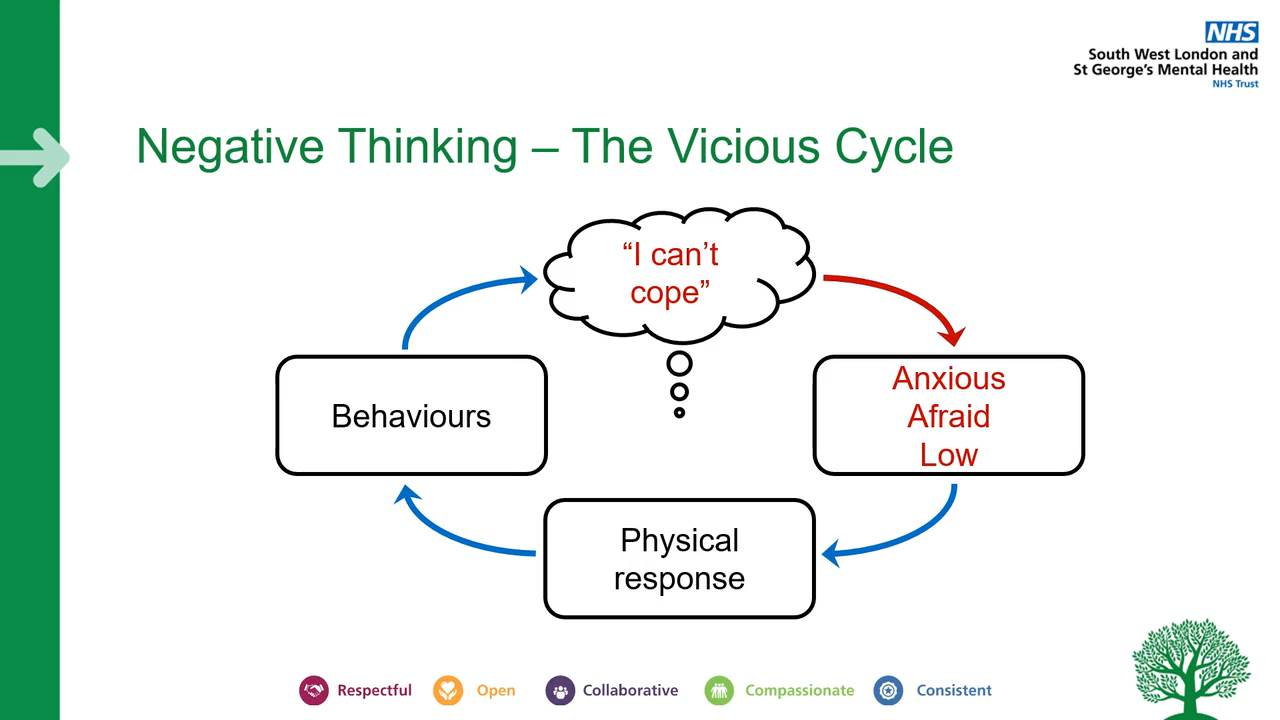 NHS
South West London and
St George's Mental Health
NHS Trust
Negative Thinking – The Vicious Cycle
“I can’t
cope”
Anxious
Afraid
Low
Behaviours
Physical
response
Respectful
Open
Collaborative
Compassionate
Consistent